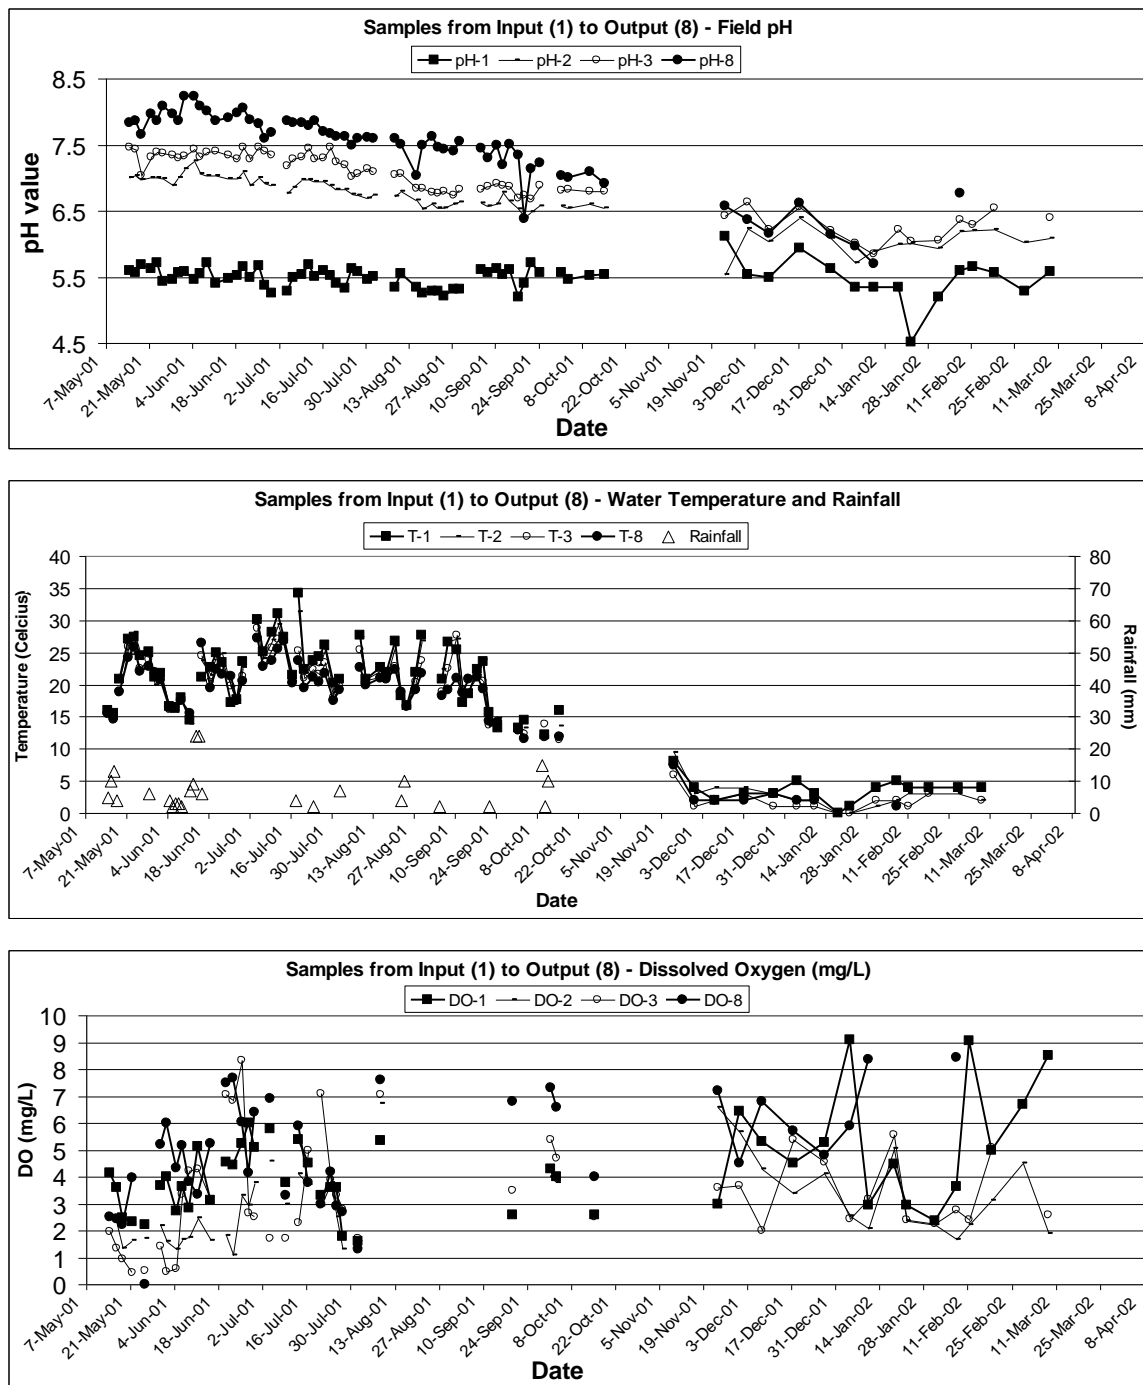 Samples from Input (1) to Output (8) - Field pH
pH-1 pH-2 pH-3 pH-8
8.5
7.5
6.5
5.5
4.5
pH value
7-May-01 21-May-01 4-Jun-01 18-Jun-01 2-Jul-01 16-Jul-01 30-Jul-01 13-Aug-01 27-Aug-01 10-Sep-01 24-Sep-01 8-Oct-01 22-Oct-01 5-Nov-01 19-Nov-01 3-Dec-01 17-Dec-01 31-Dec-01 14-Jan-02 28-Jan-02 11-Feb-02 25-Feb-02 11-Mar-02 25-Mar-02 8-Apr-02
Date
Samples from Input (1) to Output (8) - Water Temperature and Rainfall
T-1 T-2 T-3 T-8 Rainfall
40 80
35 70
30 60
25 50
20 40
15 30
10 20
5 10
0 0
Temperature (Celcius)
Rainfall (mm)
7-May-01 21-May-01 4-Jun-01 18-Jun-01 2-Jul-01 16-Jul-01 30-Jul-01 13-Aug-01 27-Aug-01 10-Sep-01 24-Sep-01 8-Oct-01 22-Oct-01 5-Nov-01 19-Nov-01 3-Dec-01 17-Dec-01 31-Dec-01 14-Jan-02 28-Jan-02 11-Feb-02 25-Feb-02 11-Mar-02 25-Mar-02 8-Apr-02
Date
Samples from Input (1) to Output (8) - Dissolved Oxygen (mg/L)
DO-1 DO-2 DO-3 DO-8
10
9
8
7
6
5
4
3
2
1
0
DO (mg/L)
7-May-01 21-May-01 4-Jun-01 18-Jun-01 2-Jul-01 16-Jul-01 30-Jul-01 13-Aug-01 27-Aug-01 10-Sep-01 24-Sep-01 8-Oct-01 22-Oct-01 5-Nov-01 19-Nov-01 3-Dec-01 17-Dec-01 31-Dec-01 14-Jan-02 28-Jan-02 11-Feb-02 25-Feb-02 11-Mar-02 25-Mar-02 8-Apr-02
Date